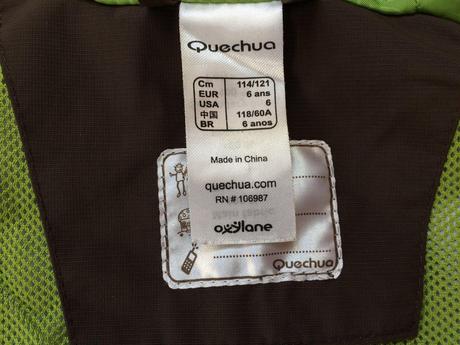 Quechua
Cm 114/121
EUR 6 ans
USA 6
中国 118/60A
BR 6 anos
Made in China
quechua.com
RN # 106987
oxylane
Quechua